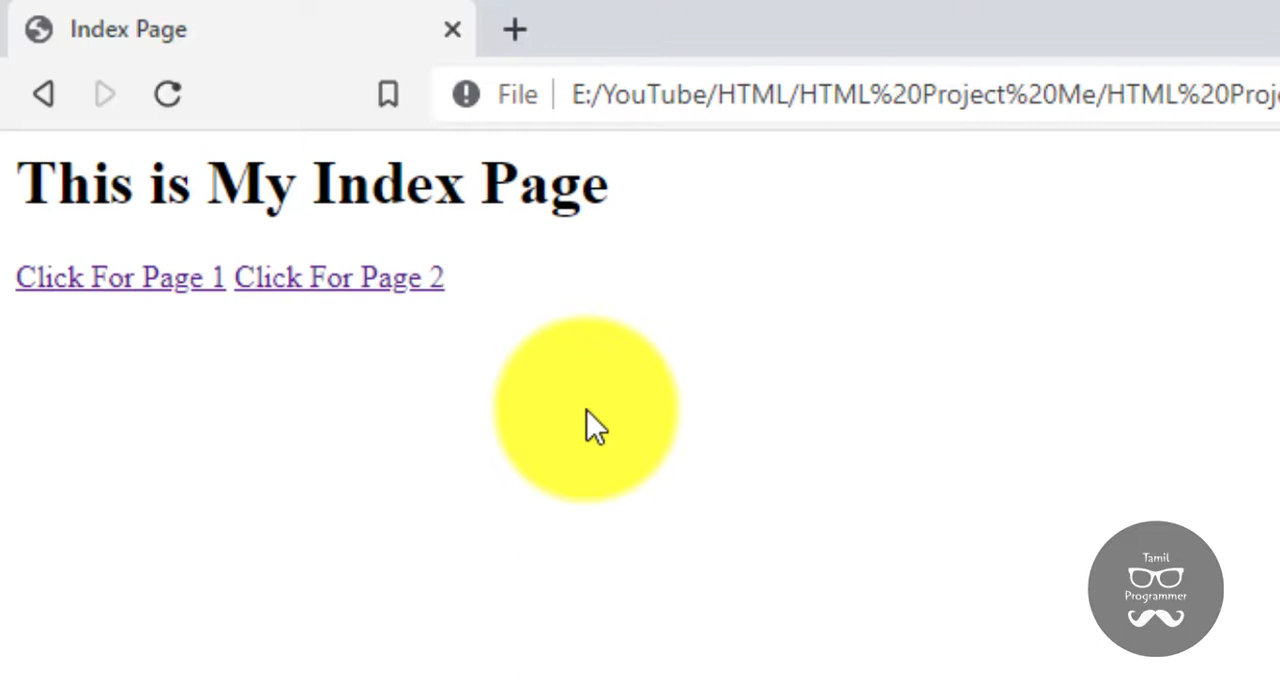 Index Page
File E:/YouTube/HTML/HTML%20Project%20Me/HTML%20Proj
This is My Index Page
Click For Page 1 Click For Page 2
Tamil
Programmer